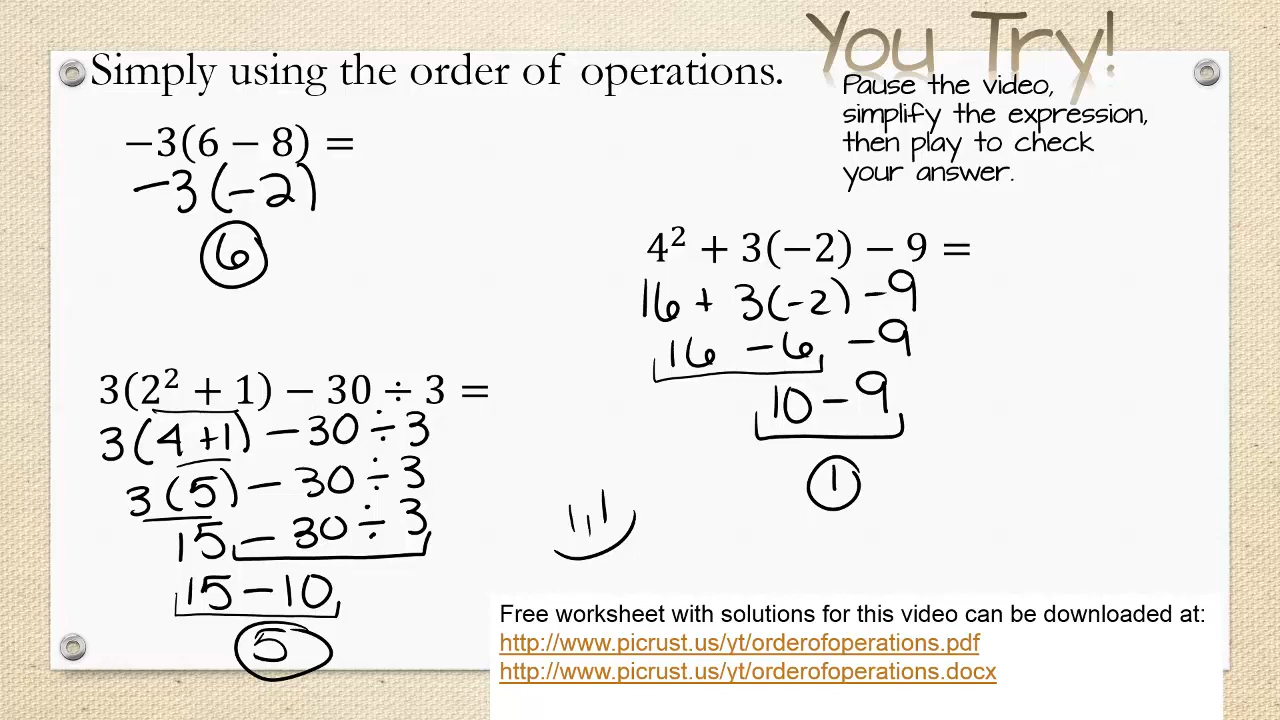 Simply using the order of operations.
You Try!
Pause the video,
simplify the expression,
then play to check
your answer.
−3(6 − 8) =
−3(−2)
6
3(2² + 1) − 30 ÷ 3 =
3(4+1) −30 ÷ 3
3(5) − 30 ÷ 3
15 − 30 ÷ 3
15 − 10
5
4² + 3(−2) − 9 =
16 + 3(−2) −9
16 −6 −9
10 − 9
1
Free worksheet with solutions for this video can be downloaded at:
http://www.picrust.us/yt/orderofoperations.pdf
http://www.picrust.us/yt/orderofoperations.docx